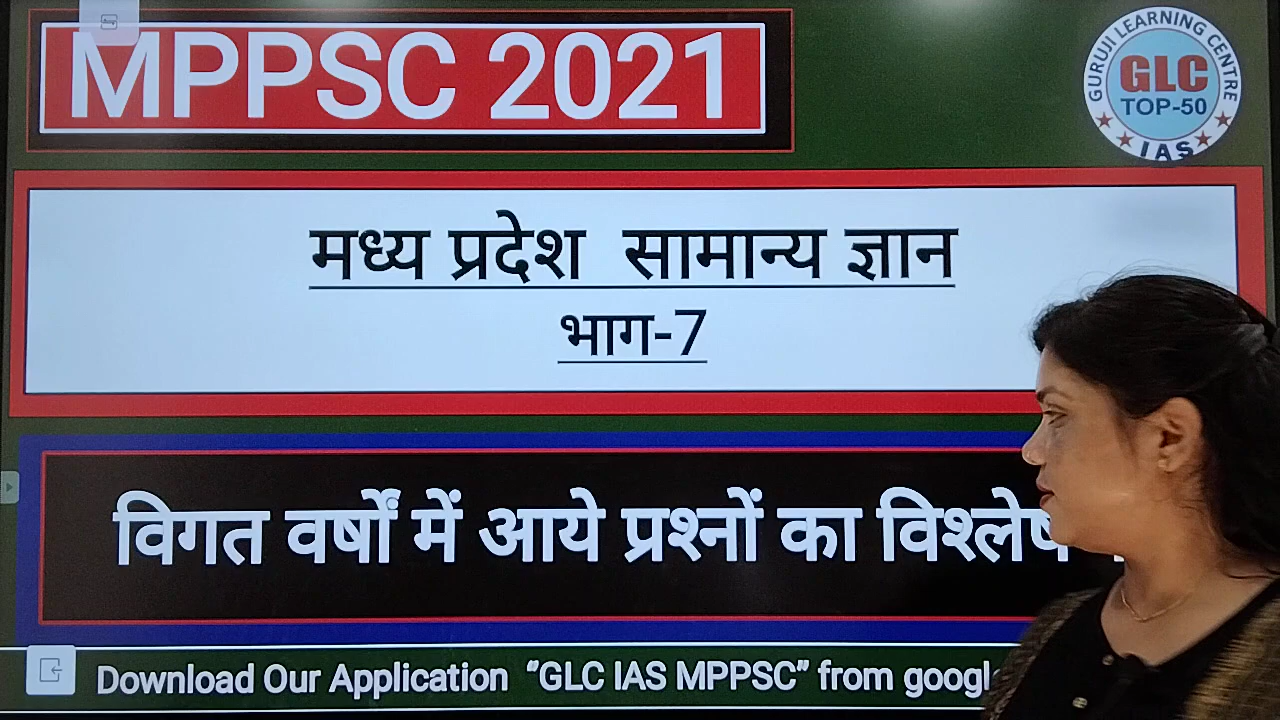 MPPSC 2021
GURUJI LEARNING CENTRE
GLC
TOP-50
IAS
मध्य प्रदेश सामान्य ज्ञान
भाग-7
विगत वर्षों में आये प्रश्नों का
Download Our Application “GLC IAS MPPSC” from